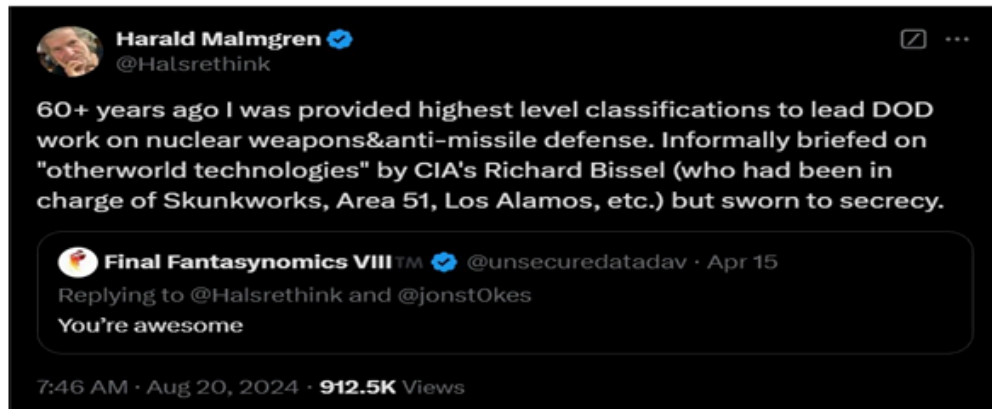 Harald Malmgren
@Halsrethink
60+ years ago I was provided highest level classifications to lead DOD
work on nuclear weapons&anti-missile defense. Informally briefed on
"otherworld technologies" by CIA's Richard Bissel (who had been in
charge of Skunkworks, Area 51, Los Alamos, etc.) but sworn to secrecy.
Final Fantasynomics VIII™ @unsecuredatadav · Apr 15
Replying to @Halsrethink and @jonst0kes
You’re awesome
7:46 AM · Aug 20, 2024 · 912.5K Views